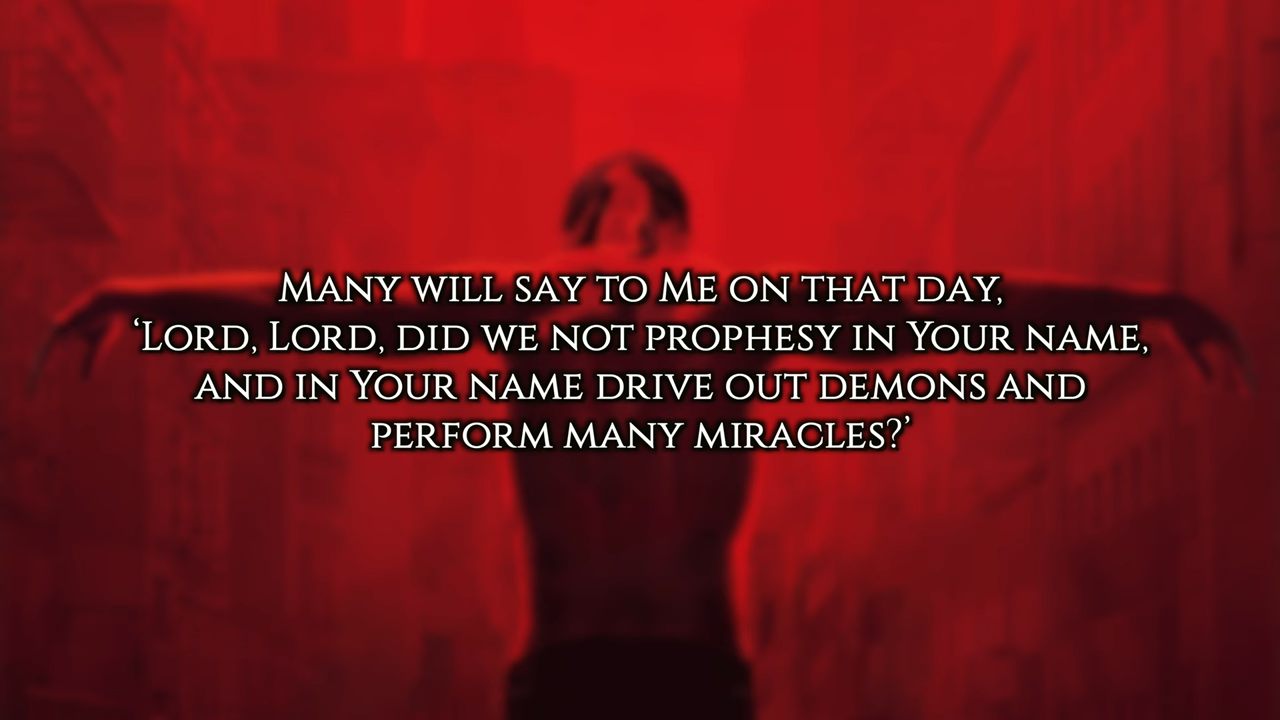 Many will say to Me on that day,
‘Lord, Lord, did we not prophesy in Your name,
and in Your name drive out demons and
perform many miracles?’